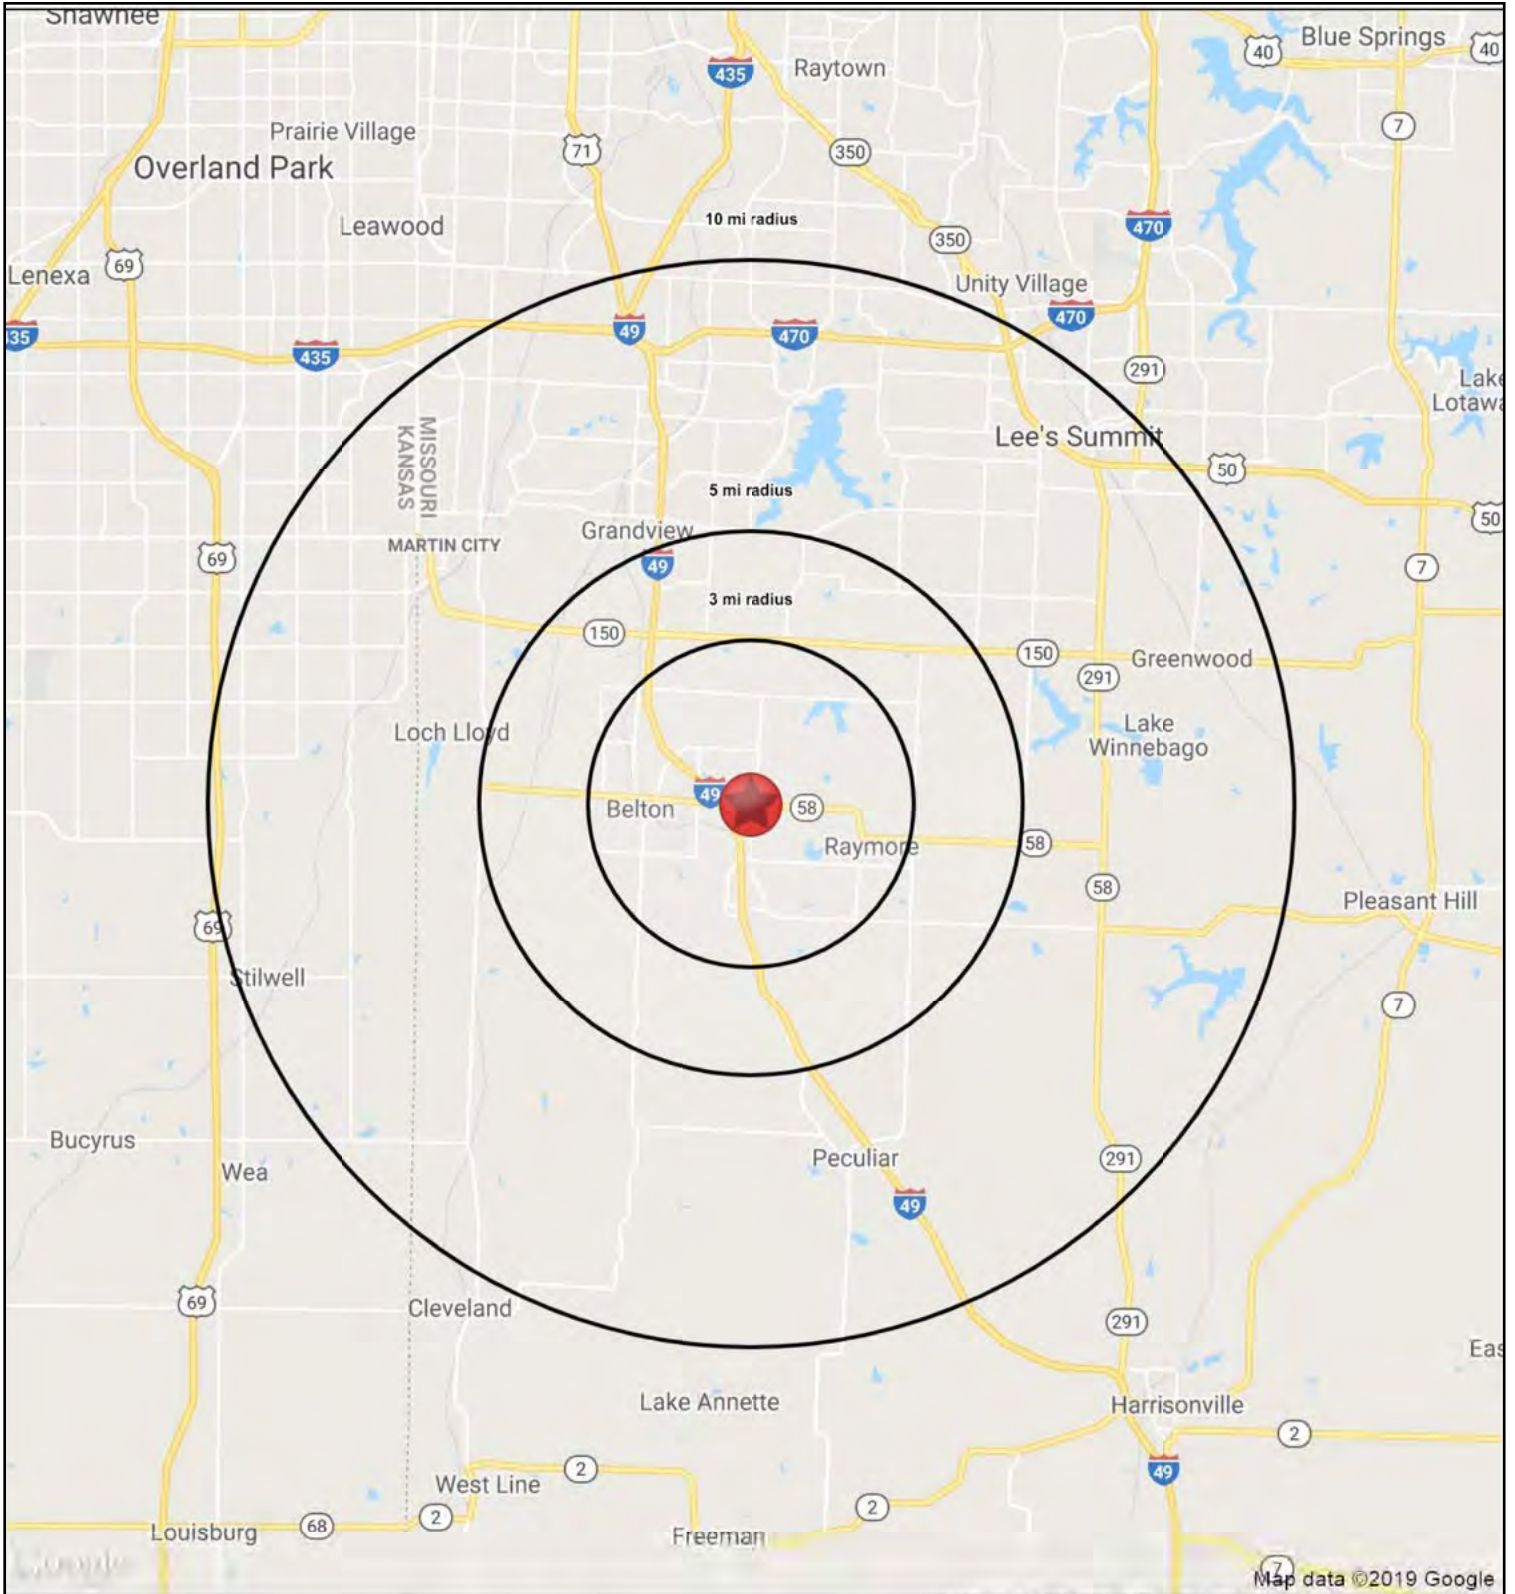 Shawnee
40
Blue Springs
40
435
Raytown
7
Prairie Village
71
350
Overland Park
10 mi radius
Leawood
470
350
69
Lenexa
Unity Village
470
435
49
470
435
291
Lake
Lotawa
MISSOURI
KANSAS
Lee's Summit
50
5 mi radius
50
Grandview
MARTIN CITY
69
49
7
3 mi radius
150
150
Greenwood
291
Loch Lloyd
Lake
Winnebago
49
Belton
58
Raymore
58
58
Pleasant Hill
69
Stilwell
7
Bucyrus
Peculiar
291
Wea
49
69
Cleveland
291
Eas
Lake Annette
Harrisonville
2
2
49
West Line
2
2
68
Louisburg
Freeman
Google
7
Map data ©2019 Google